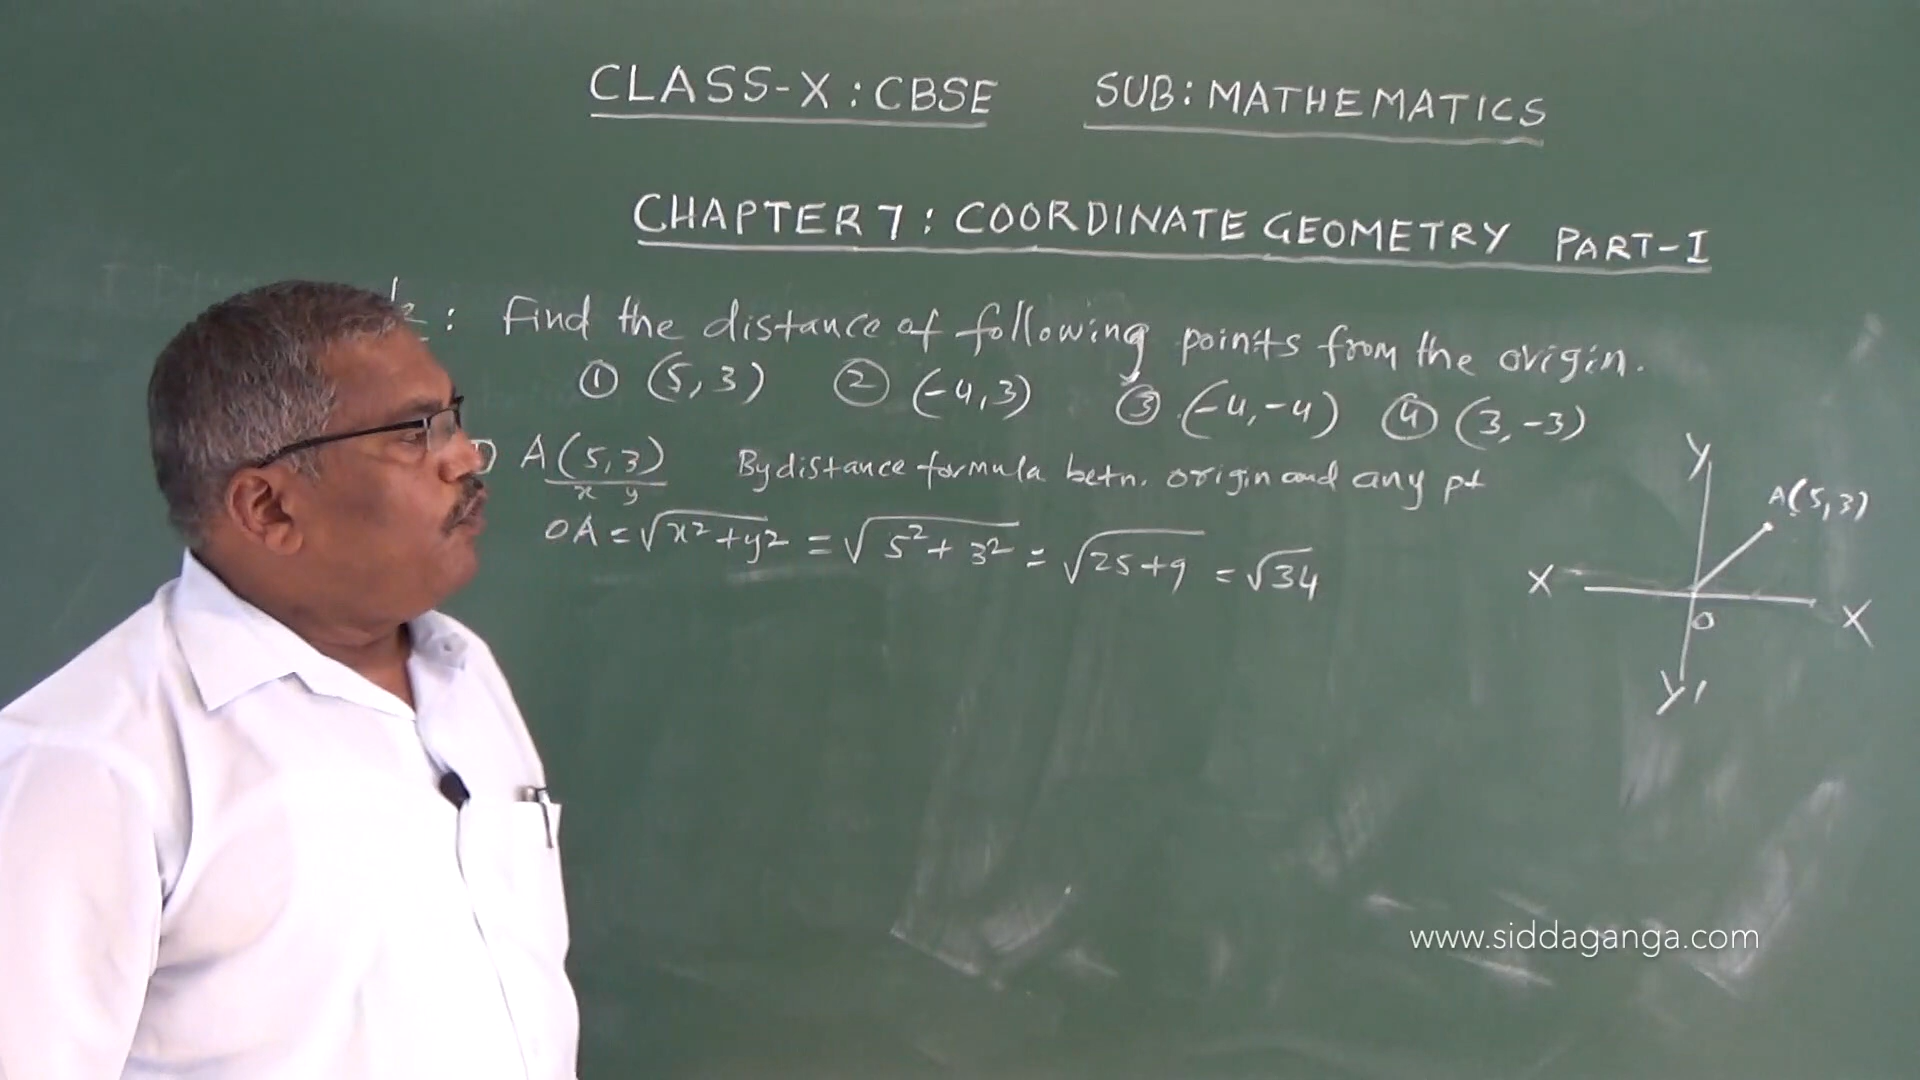 CLASS-X : CBSE SUB: MATHEMATICS
CHAPTER 7 : COORDINATE GEOMETRY PART-I
: Find the distance of following points from the origin.
① (5, 3) ② (-4, 3) ③ (-4, -4) ④ (3, -3)
A (5, 3) By distance formula betn. origin and any pt
x y
OA = √x²+y² = √5²+3² = √25+9 = √34
Y
A(5,3)
X X
O
Y'
www.siddaganga.com